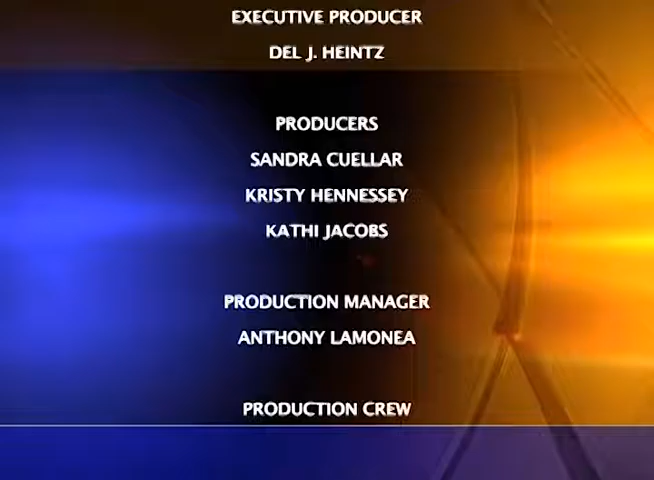 EXECUTIVE PRODUCER
DEL J. HEINTZ
PRODUCERS
SANDRA CUELLAR
KRISTY HENNESSEY
KATHI JACOBS
PRODUCTION MANAGER
ANTHONY LAMONEA
PRODUCTION CREW